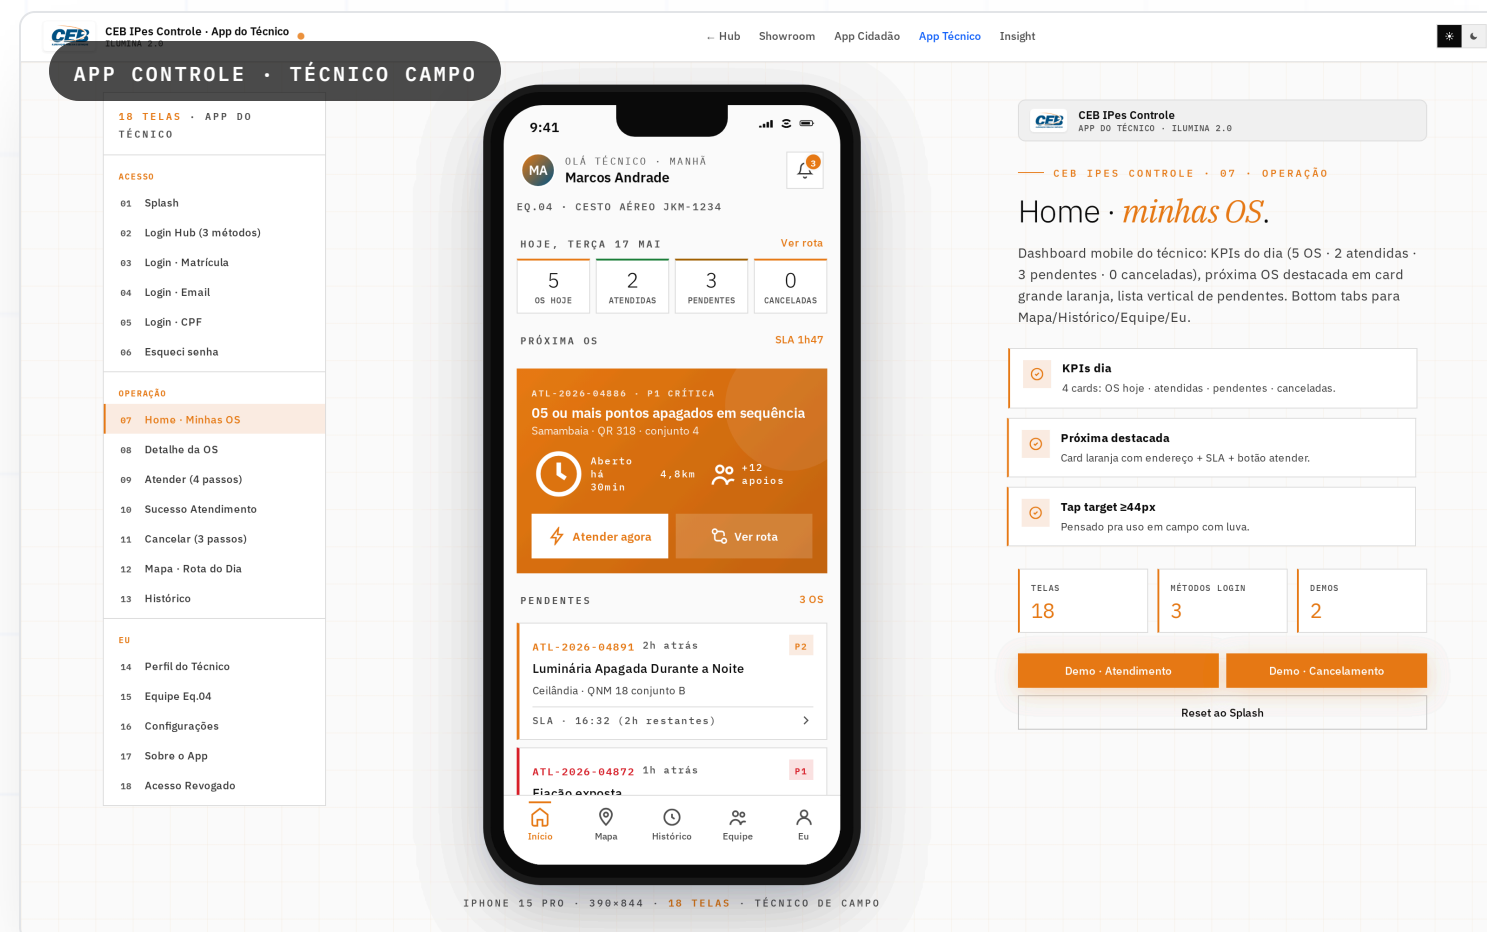 CEB
CEB IPes Controle · App do Técnico
ILUMINA 2.0
← Hub
Showroom
App Cidadão
App Técnico
Insight
APP CONTROLE · TÉCNICO CAMPO
18 TELAS · APP DO
TÉCNICO
ACESSO
01 Splash
02 Login Hub (3 métodos)
03 Login · Matrícula
04 Login · Email
05 Login · CPF
06 Esqueci senha
OPERAÇÃO
07 Home · Minhas OS
08 Detalhe da OS
09 Atender (4 passos)
10 Sucesso Atendimento
11 Cancelar (3 passos)
12 Mapa · Rota do Dia
13 Histórico
EU
14 Perfil do Técnico
15 Equipe Eq.04
16 Configurações
17 Sobre o App
18 Acesso Revogado
9:41
MA
OLÁ TÉCNICO · MANHÃ
Marcos Andrade
3
EQ.04 · CESTO AÉREO JKM-1234
HOJE, TERÇA 17 MAI
Ver rota
5
OS HOJE
2
ATENDIDAS
3
PENDENTES
0
CANCELADAS
PRÓXIMA OS
SLA 1h47
ATL-2026-04886 · P1 CRÍTICA
05 ou mais pontos apagados em sequência
Samambaia · QR 318 · conjunto 4
Aberto
há
30min
4,8km
+12
apoios
Atender agora
Ver rota
PENDENTES
3 OS
ATL-2026-04891 2h atrás
P2
Luminária Apagada Durante a Noite
Ceilândia · QNM 18 conjunto B
SLA · 16:32 (2h restantes)
ATL-2026-04872 1h atrás
P1
Fiação exposta
Início
Mapa
Histórico
Equipe
Eu
IPHONE 15 PRO · 390×844 · 18 TELAS · TÉCNICO DE CAMPO
CEB
CEB IPes Controle
APP DO TÉCNICO · ILUMINA 2.0
CEB IPES CONTROLE · 07 · OPERAÇÃO
Home · minhas OS.
Dashboard mobile do técnico: KPIs do dia (5 OS · 2 atendidas ·
3 pendentes · 0 canceladas), próxima OS destacada em card
grande laranja, lista vertical de pendentes. Bottom tabs para
Mapa/Histórico/Equipe/Eu.
KPIs dia
4 cards: OS hoje · atendidas · pendentes · canceladas.
Próxima destacada
Card laranja com endereço + SLA + botão atender.
Tap target ≥44px
Pensado pra uso em campo com luva.
TELAS
18
MÉTODOS LOGIN
3
DEMOS
2
Demo · Atendimento
Demo · Cancelamento
Reset ao Splash